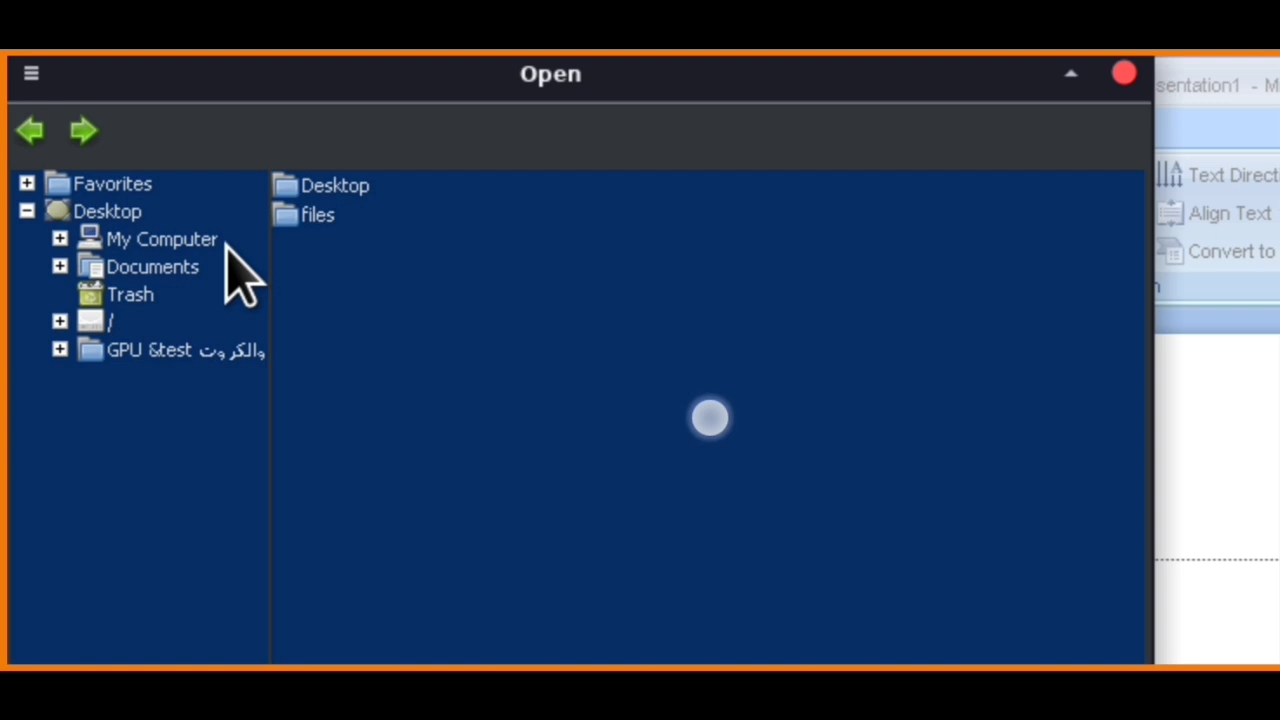 Open
sentation1 - M
Favorites
Desktop
My Computer
Documents
Trash
/
GPU &test والكروت
Desktop
files
Text Direct
Align Text
Convert to
n